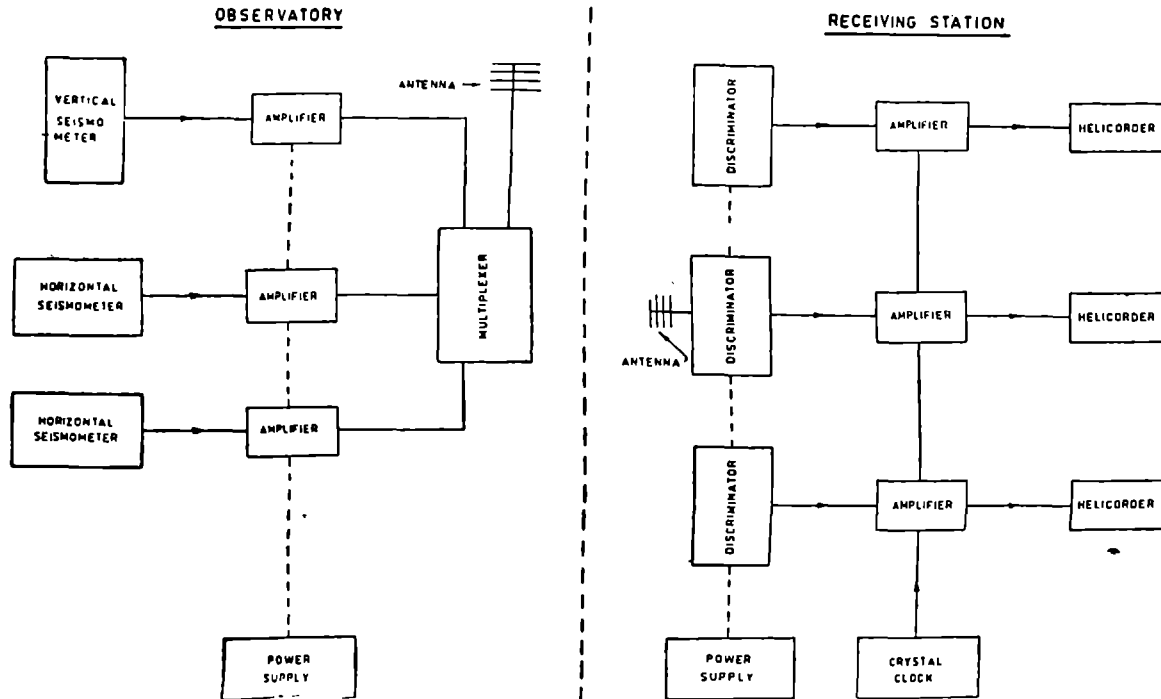 OBSERVATORY
VERTICAL
SEISMO
METER
AMPLIFIER
ANTENNA
HORIZONTAL
SEISMOMETER
AMPLIFIER
MULTIPLEXER
HORIZONTAL
SEISMOMETER
AMPLIFIER
POWER
SUPPLY
RECEIVING STATION
DISCRIMINATOR
AMPLIFIER
HELICORDER
ANTENNA
DISCRIMINATOR
AMPLIFIER
HELICORDER
DISCRIMINATOR
AMPLIFIER
HELICORDER
POWER
SUPPLY
CRYSTAL
CLOCK